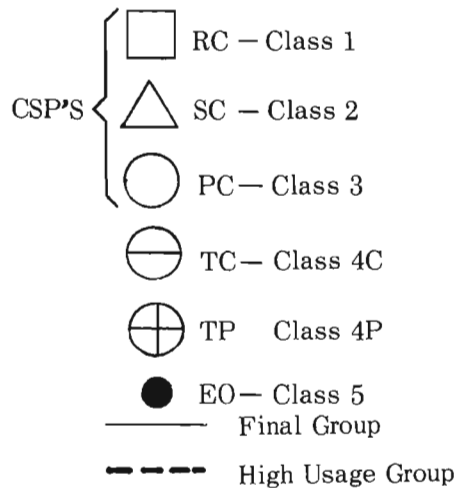 RC — Class 1
CSP'S
SC — Class 2
PC — Class 3
TC — Class 4C
TP Class 4P
EO — Class 5
Final Group
High Usage Group